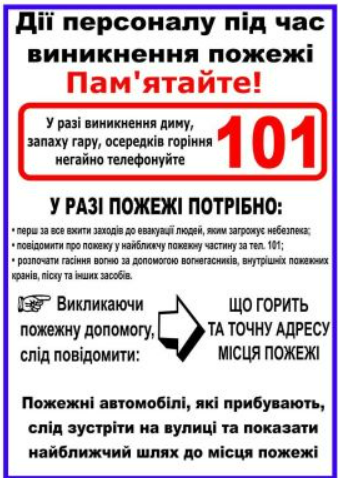 Дії персоналу під час
виникнення пожежі
Пам'ятайте!
У разі виникнення диму,
запаху гару, осередків горіння
негайно телефонуйте
101
У РАЗІ ПОЖЕЖІ ПОТРІБНО:
• перш за все вжити заходів до евакуації людей, яким загрожує небезпека;
• повідомити про пожежу у найближчу пожежну частину за тел. 101;
• розпочати гасіння вогню за допомогою вогнегасників, внутрішніх пожежних
кранів, піску та інших засобів.
Викликаючи
пожежну допомогу,
слід повідомити:
ЩО ГОРИТЬ
ТА ТОЧНУ АДРЕСУ
МІСЦЯ ПОЖЕЖІ
Пожежні автомобілі, які прибувають,
слід зустріти на вулиці та показати
найближчий шлях до місця пожежі